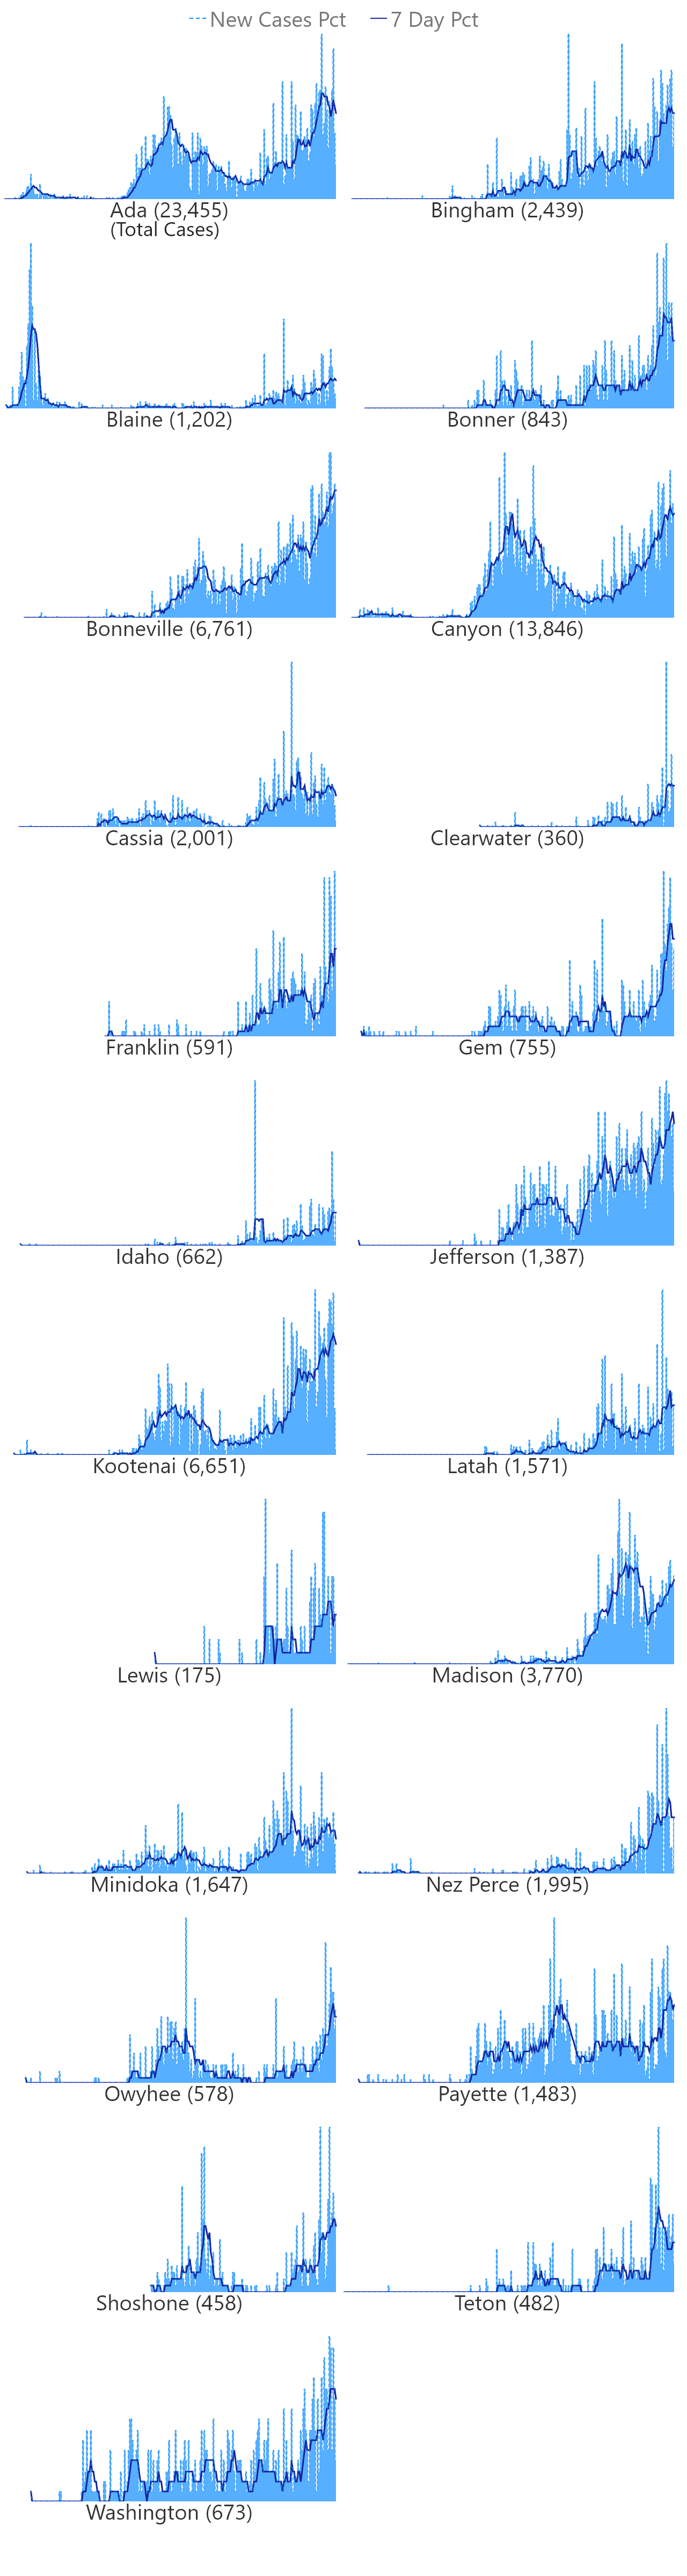 New Cases Pct 7 Day Pct
Ada (23,455) Bingham (2,439)
(Total Cases)
Blaine (1,202) Bonner (843)
Bonneville (6,761) Canyon (13,846)
Cassia (2,001) Clearwater (360)
Franklin (591) Gem (755)
Idaho (662) Jefferson (1,387)
Kootenai (6,651) Latah (1,571)
Lewis (175) Madison (3,770)
Minidoka (1,647) Nez Perce (1,995)
Owyhee (578) Payette (1,483)
Shoshone (458) Teton (482)
Washington (673)